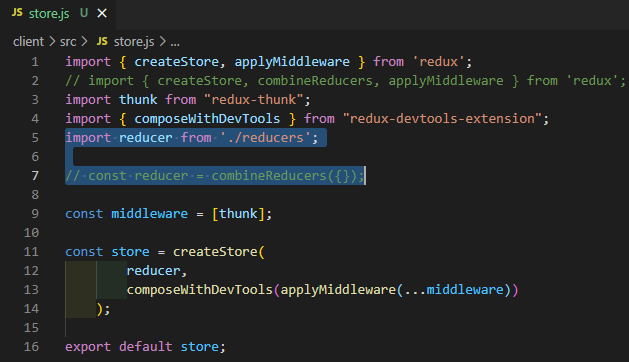 JS store.js U ×
client > src > JS store.js > ...
1 import { createStore, applyMiddleware } from 'redux';
2 // import { createStore, combineReducers, applyMiddleware } from 'redux';
3 import thunk from "redux-thunk";
4 import { composeWithDevTools } from "redux-devtools-extension";
5 import reducer from './reducers';
6
7 // const reducer = combineReducers({});
8
9 const middleware = [thunk];
10
11 const store = createStore(
12 reducer,
13 composeWithDevTools(applyMiddleware(...middleware))
14 );
15
16 export default store;